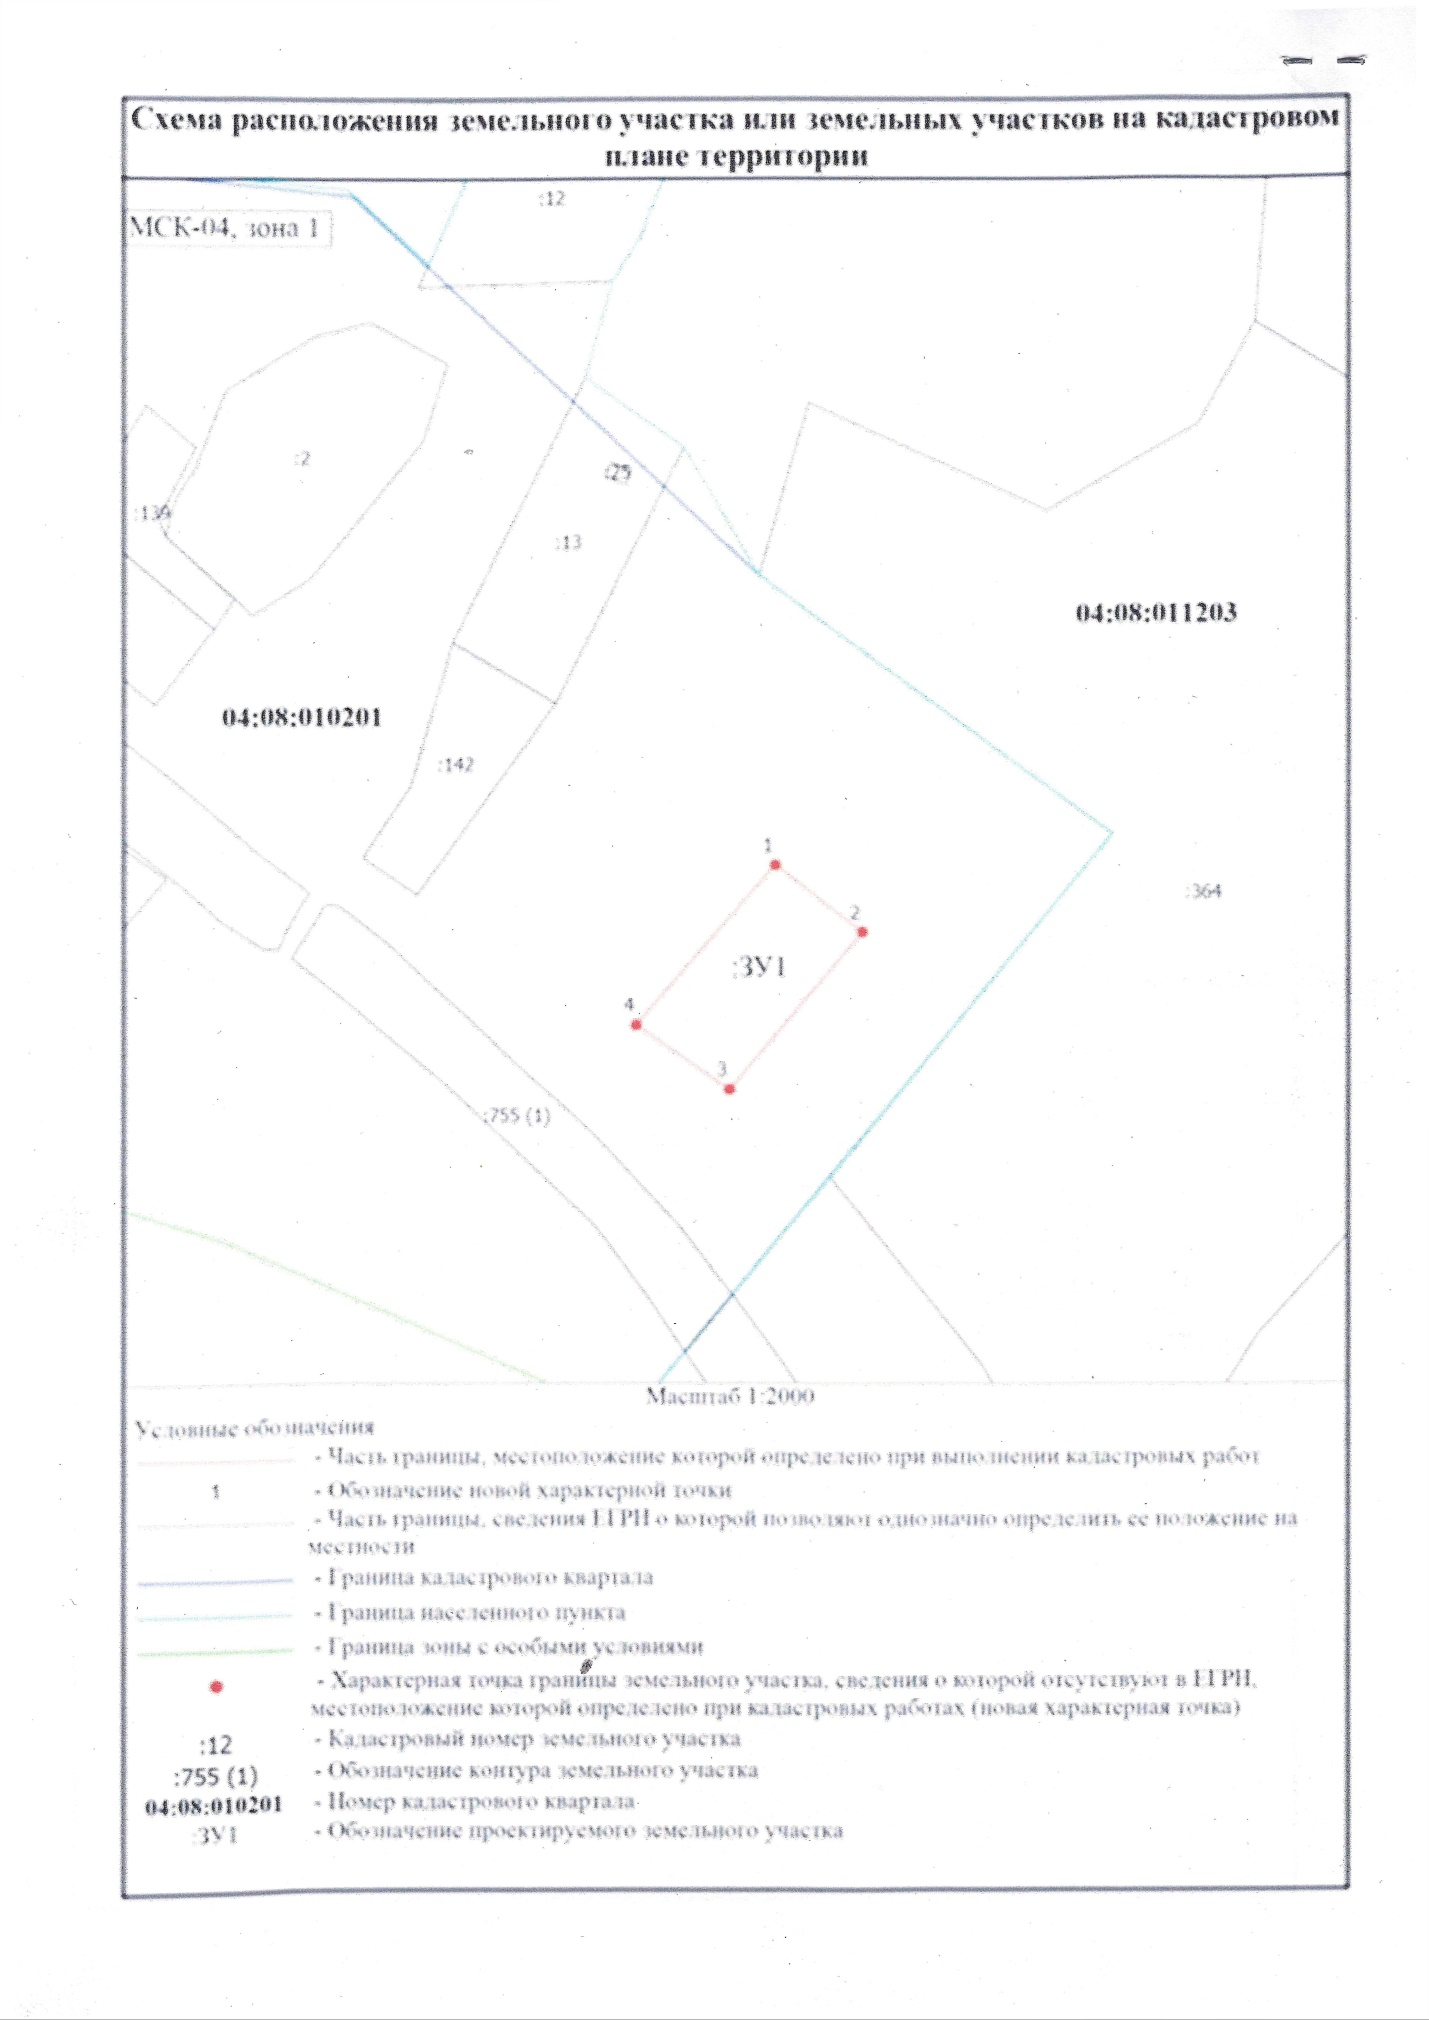 Схема расположения земельного участка или земельных участков на кадастровом
плане территории
:12
МСК-04, зона 1
:2
:25
:139
:13
04:08:011203
04:08:010201
:142
1
:364
2
:ЗУ1
4
3
:755 (1)
Масштаб 1:2000
Условные обозначения
- Часть границы, местоположение которой определено при выполнении кадастровых работ
1 - Обозначение новой характерной точки
- Часть границы, сведения ЕГРН о которой позволяют однозначно определить ее положение на
местности
- Граница кадастрового квартала
- Граница населенного пункта
- Граница зоны с особыми условиями
- Характерная точка границы земельного участка, сведения о которой отсутствуют в ЕГРН,
местоположение которой определено при кадастровых работах (новая характерная точка)
:12 - Кадастровый номер земельного участка
:755 (1) - Обозначение контура земельного участка
04:08:010201 - Номер кадастрового квартала
:ЗУ1 - Обозначение проектируемого земельного участка